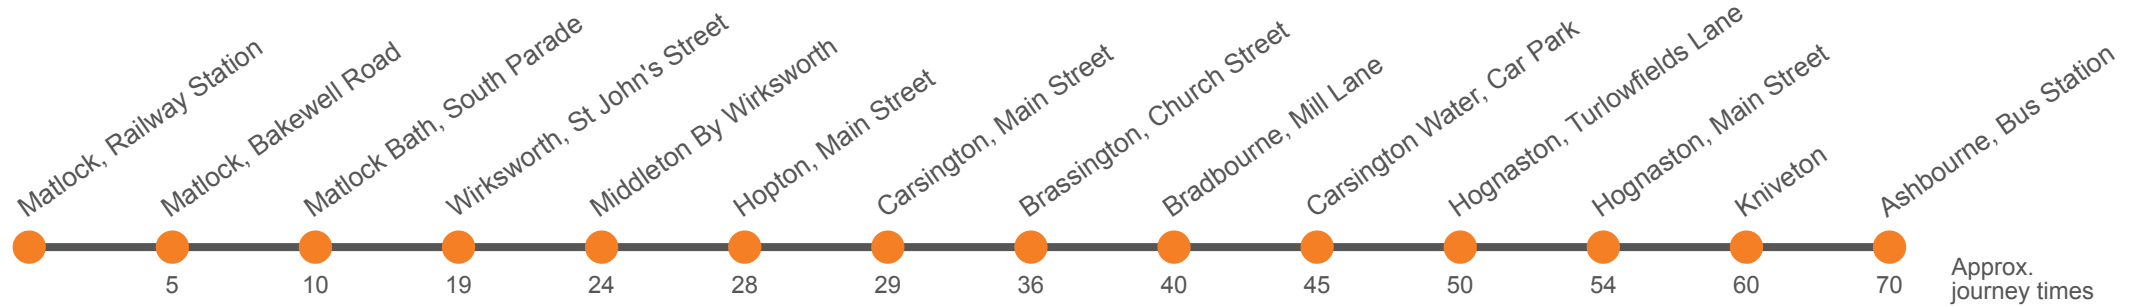 Matlock, Railway Station
Matlock, Bakewell Road
Matlock Bath, South Parade
Wirksworth, St John's Street
Middleton By Wirksworth
Hopton, Main Street
Carsington, Main Street
Brassington, Church Street
Bradbourne, Mill Lane
Carsington Water, Car Park
Hognaston, Turlowfields Lane
Hognaston, Main Street
Kniveton
Ashbourne, Bus Station
5 10 19 24 28 29 36 40 45 50 54 60 70
Approx.
journey times